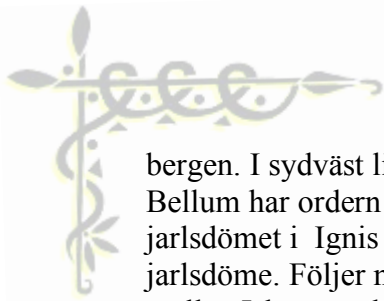 bergen. I sydväst li
Bellum har ordern
jarlsdömet i Ignis
jarlsdöme. Följer